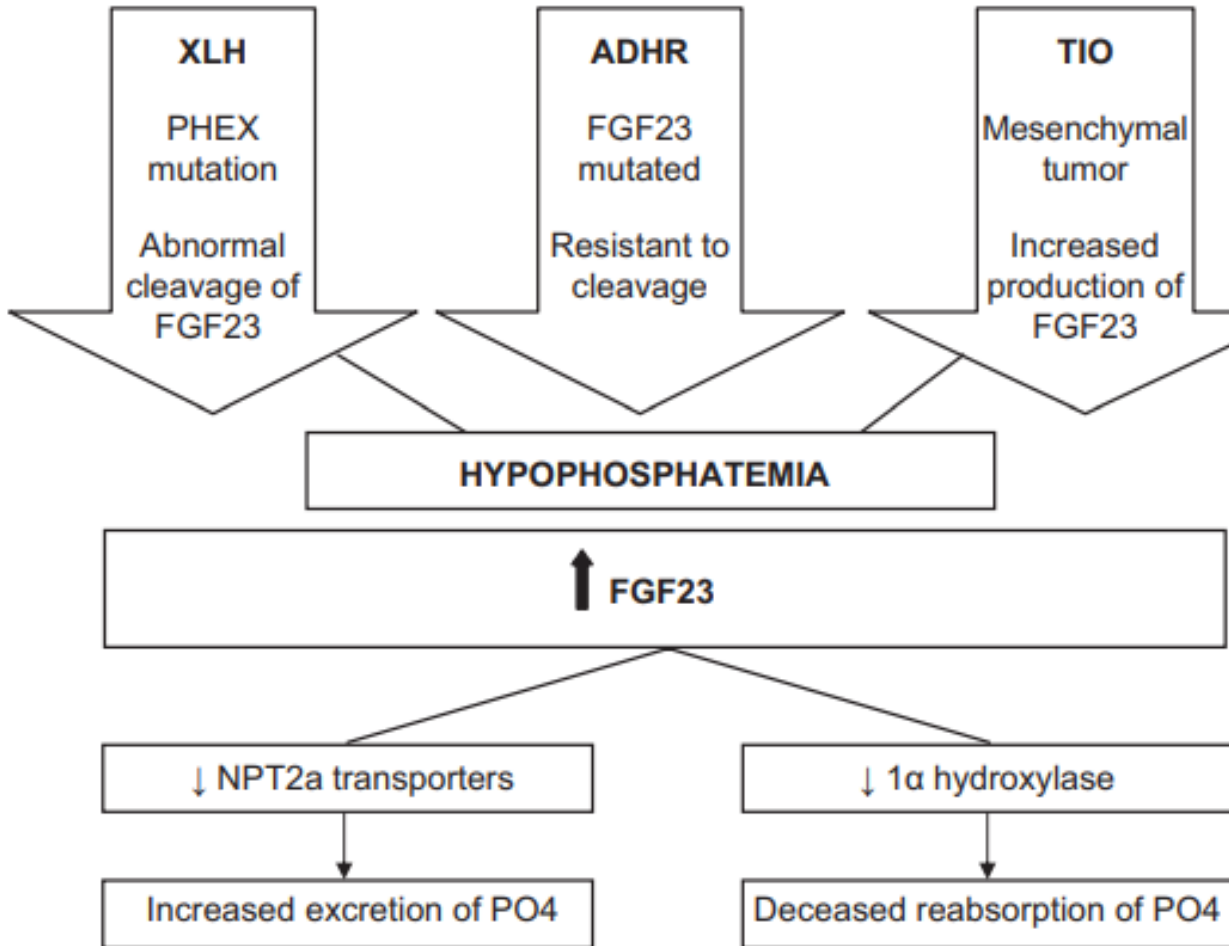 XLH
PHEX
mutation
Abnormal
cleavage of
FGF23
ADHR
FGF23
mutated
Resistant to
cleavage
TIO
Mesenchymal
tumor
Increased
production of
FGF23
HYPOPHOSPHATEMIA
⬆ FGF23
↓ NPT2a transporters
↓ 1α hydroxylase
Increased excretion of PO4
Deceased reabsorption of PO4